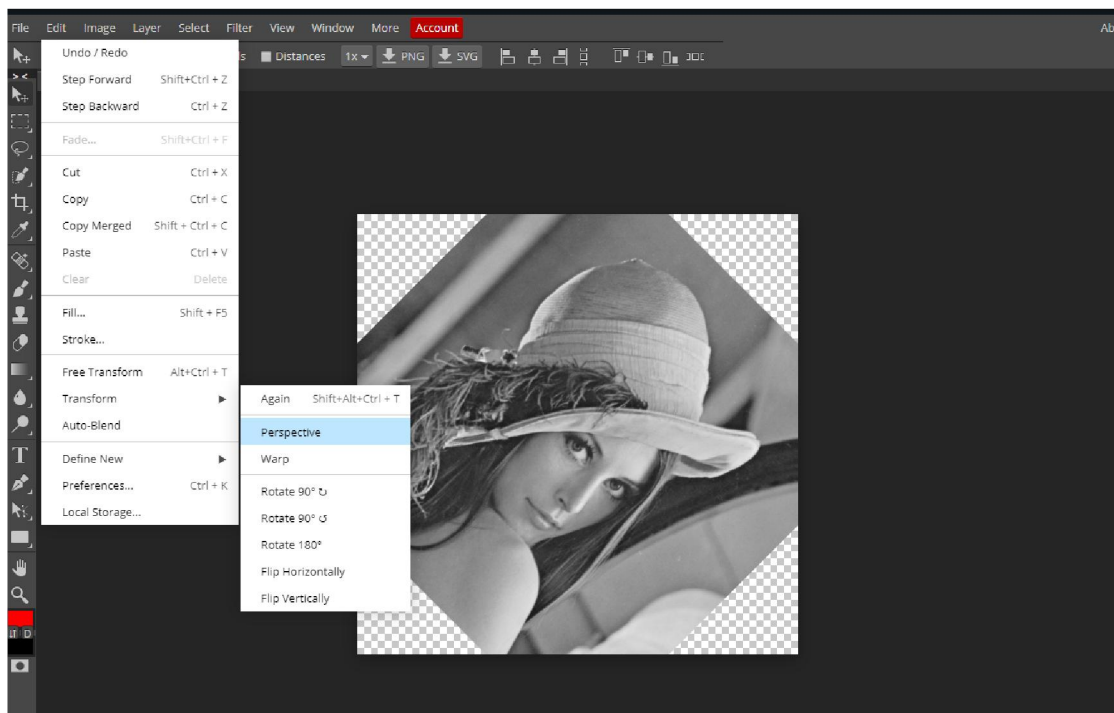 File Edit Image Layer Select Filter View Window More Account Ab
Distances 1x PNG SVG
Undo / Redo
Step Forward Shift+Ctrl + Z
Step Backward Ctrl + Z
Fade... Shift+Ctrl + F
Cut Ctrl + X
Copy Ctrl + C
Copy Merged Shift + Ctrl + C
Paste Ctrl + V
Clear Delete
Fill... Shift + F5
Stroke...
Free Transform Alt+Ctrl + T
Transform
Auto-Blend
Define New
Preferences... Ctrl + K
Local Storage...
Again Shift+Alt+Ctrl + T
Perspective
Warp
Rotate 90° ↻
Rotate 90° ↺
Rotate 180°
Flip Horizontally
Flip Vertically